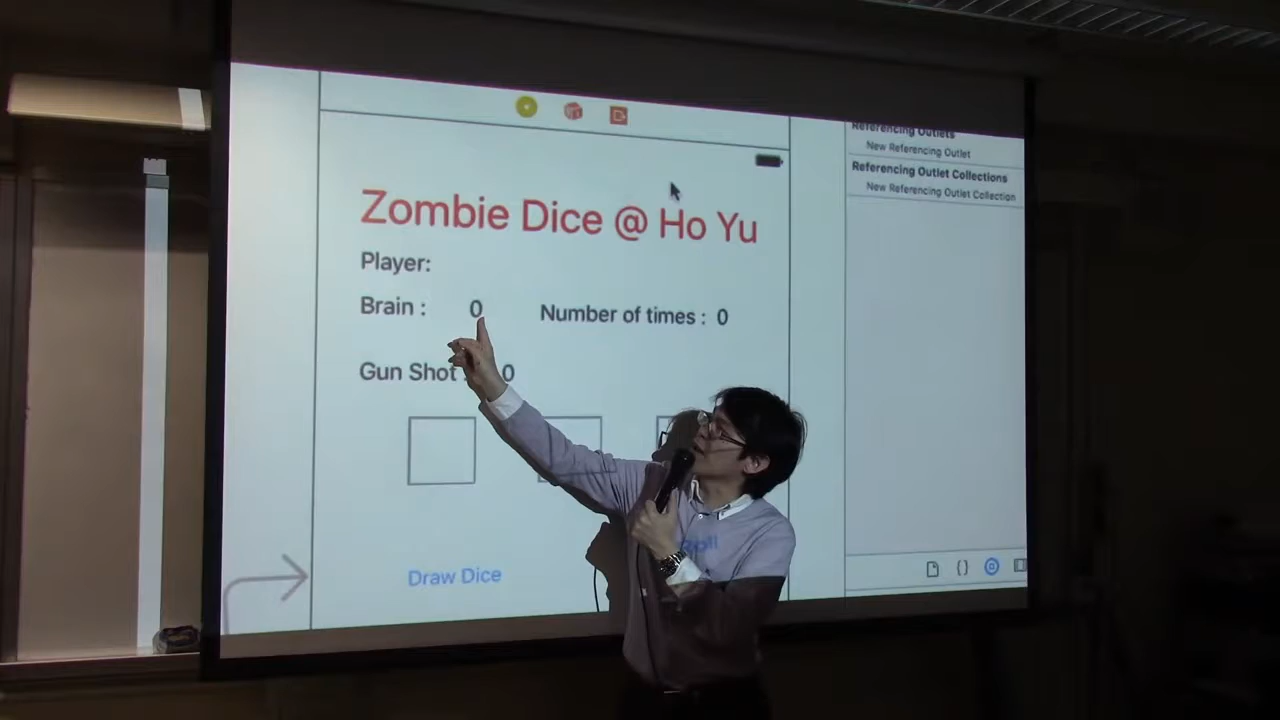 Referencing Outlets
New Referencing Outlet
Referencing Outlet Collections
New Referencing Outlet Collection
Zombie Dice @ Ho Yu
Player:
Brain : 0 Number of times : 0
Gun Shot : 0
Roll
Draw Dice